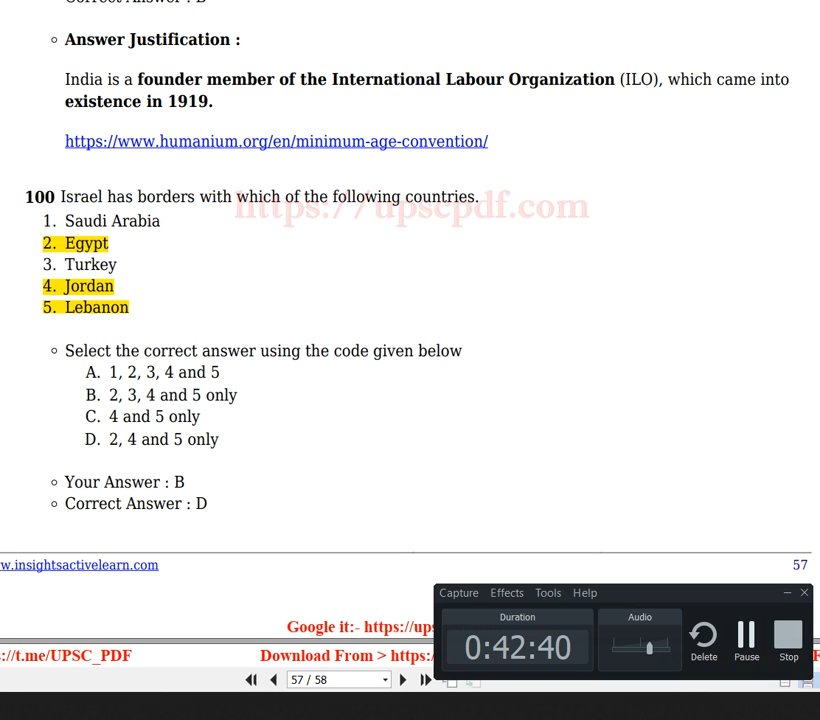 Correct Answer : B
Answer Justification :
India is a founder member of the International Labour Organization (ILO), which came into
existence in 1919.
https://www.humanium.org/en/minimum-age-convention/
100 Israel has borders with which of the following countries.
https://upscpdf.com
1. Saudi Arabia
2. Egypt
3. Turkey
4. Jordan
5. Lebanon
Select the correct answer using the code given below
A. 1, 2, 3, 4 and 5
B. 2, 3, 4 and 5 only
C. 4 and 5 only
D. 2, 4 and 5 only
Your Answer : B
Correct Answer : D
w.insightsactivelearn.com 57
Capture Effects Tools Help
Duration Audio
0:42:40
Delete Pause Stop
Google it:- https://ups
://t.me/UPSC_PDF Download From > https:/
57 / 58